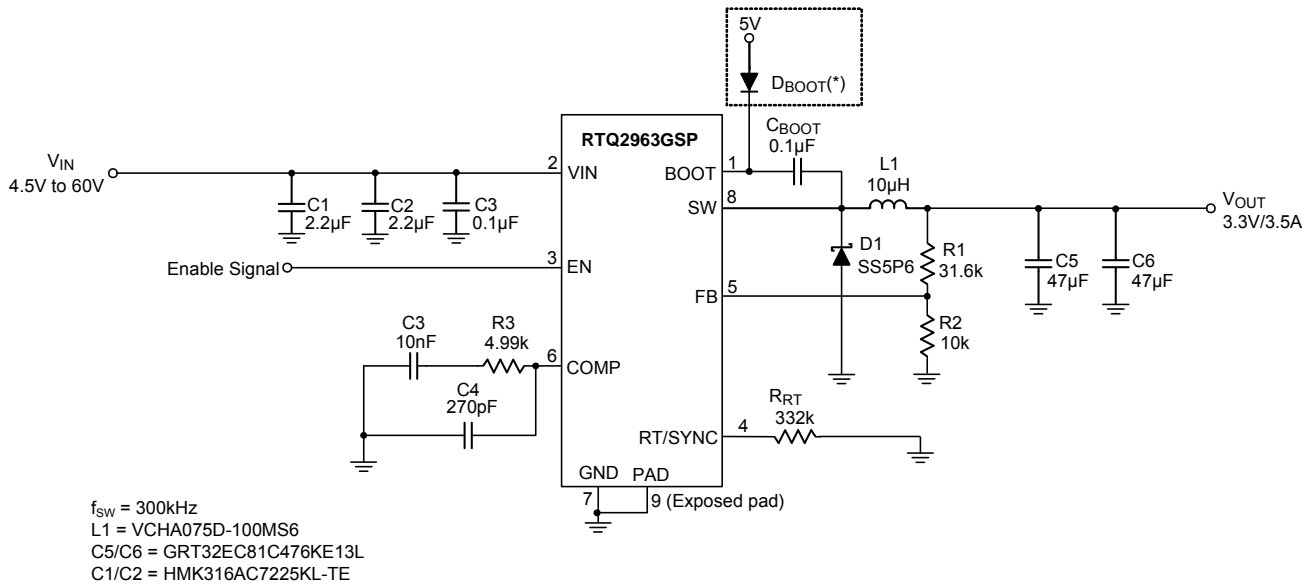 5V
DBOOT(*)
CBOOT
0.1µF
RTQ2963GSP
VIN
4.5V to 60V
2
VIN
BOOT
1
L1
10µH
C1
2.2µF
C2
2.2µF
C3
0.1µF
SW
8
VOUT
3.3V/3.5A
D1
SS5P6
R1
31.6k
C5
47µF
C6
47µF
Enable Signal
3
EN
FB
5
R2
10k
C3
10nF
R3
4.99k
6
COMP
C4
270pF
RRT
332k
RT/SYNC
4
GND
PAD
7
9 (Exposed pad)
fSW = 300kHz
L1 = VCHA075D-100MS6
C5/C6 = GRT32EC81C476KE13L
C1/C2 = HMK316AC7225KL-TE